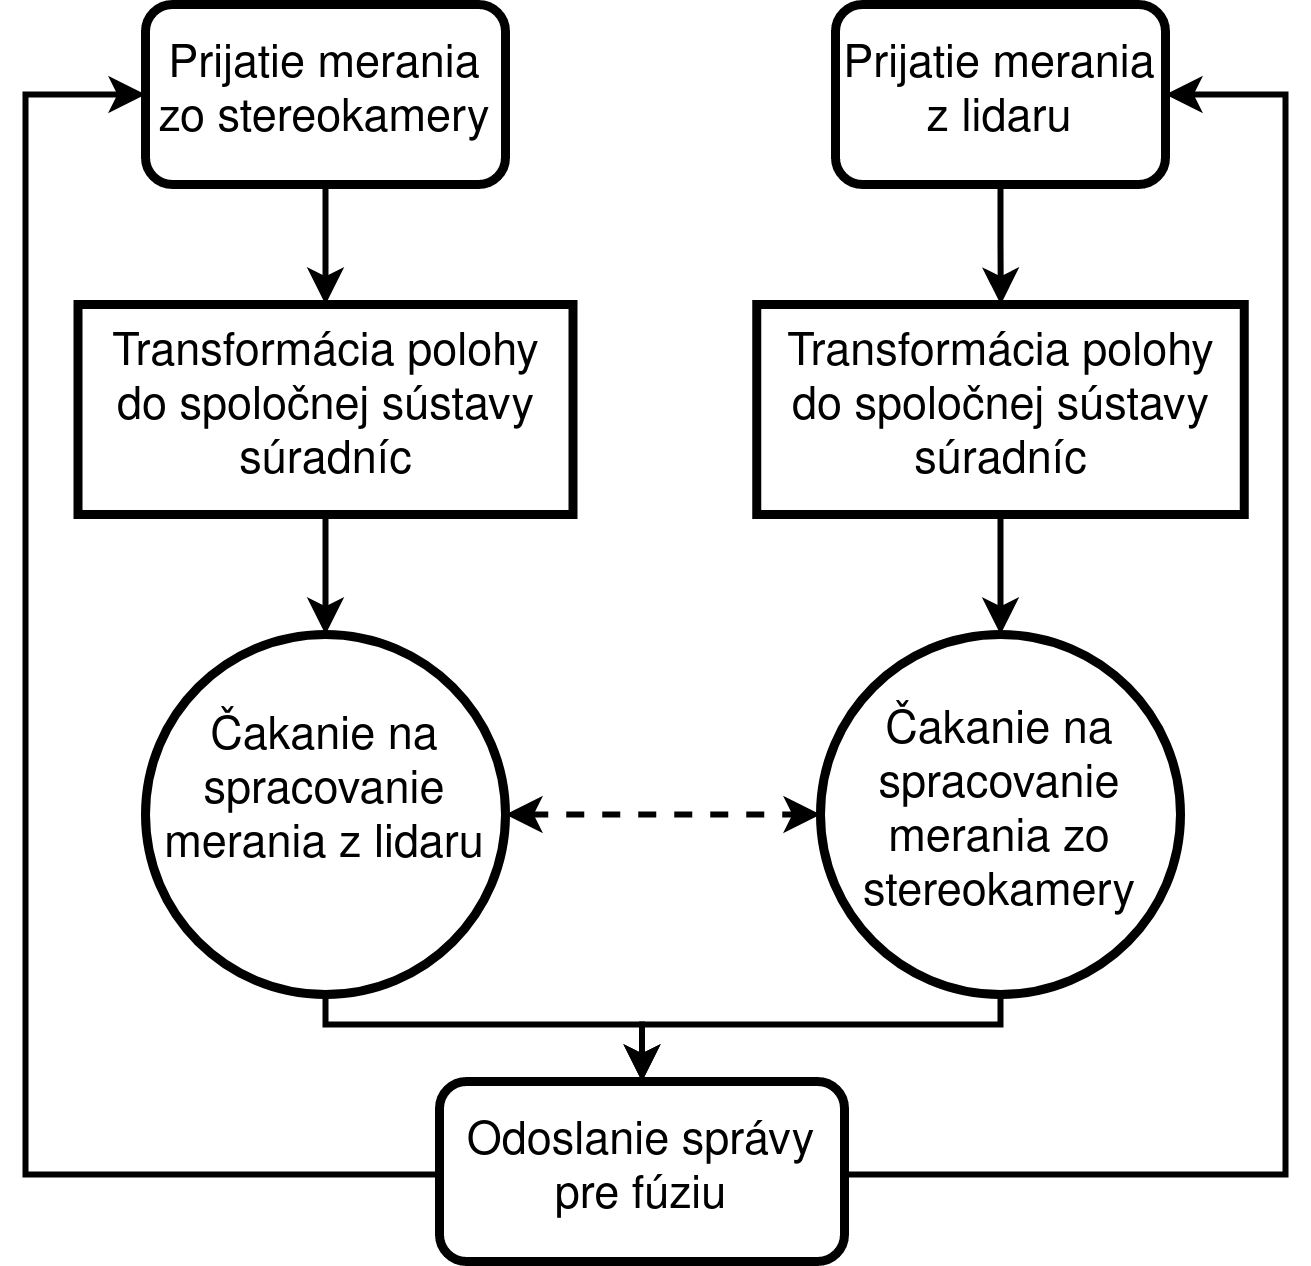 Prijatie merania
zo stereokamery
Prijatie merania
z lidaru
Transformácia polohy
do spoločnej sústavy
súradníc
Transformácia polohy
do spoločnej sústavy
súradníc
Čakanie na
spracovanie
merania z lidaru
Čakanie na
spracovanie
merania zo
stereokamery
Odoslanie správy
pre fúziu